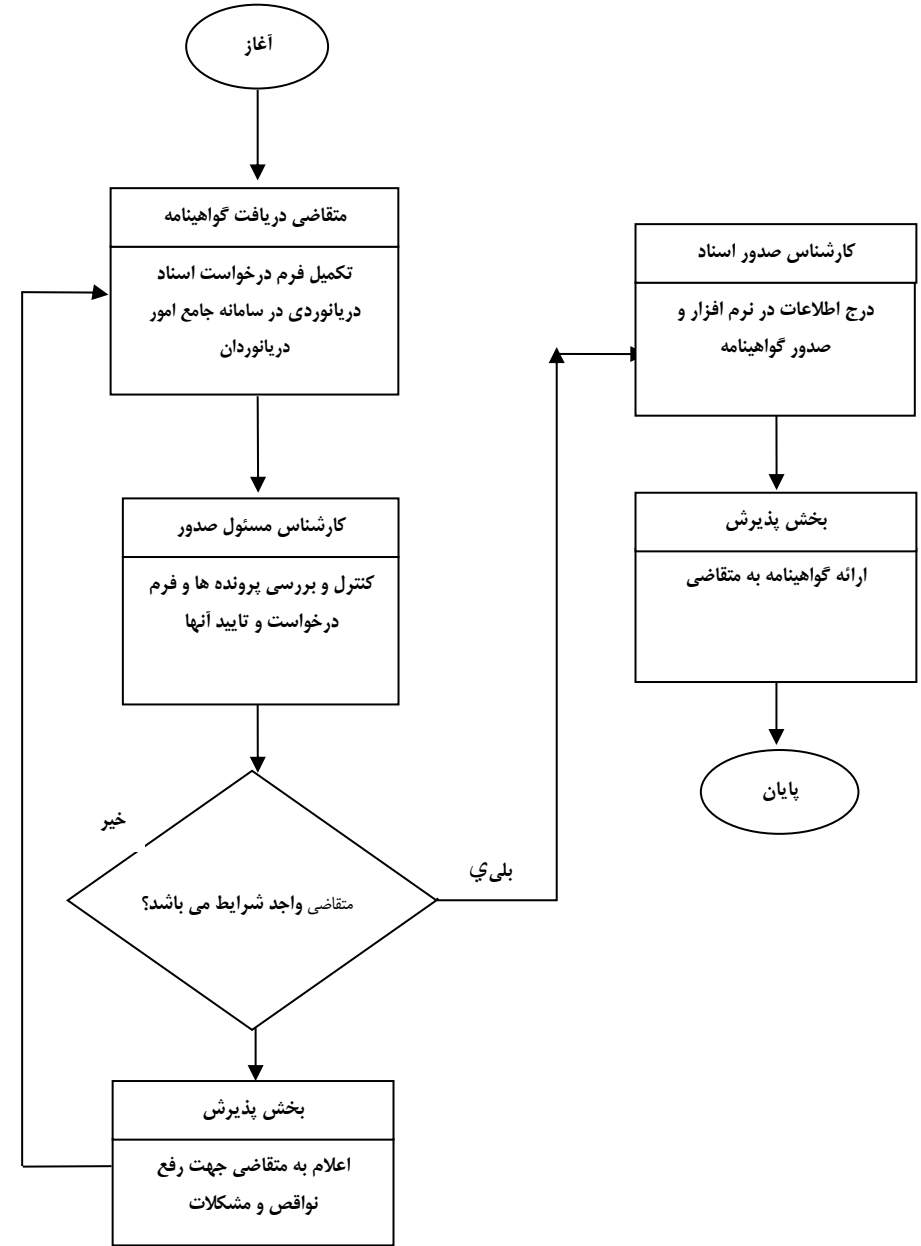 آغاز
متقاضی دریافت گواهینامه
تکمیل فرم درخواست اسناد
دریانوردی در سامانه جامع امور
دریانوردان
کارشناس مسئول صدور
کنترل و بررسی پرونده ها و فرم
درخواست و تایید آنها
متقاضی واجد شرایط می باشد؟
خیر
بخش پذیرش
اعلام به متقاضی جهت رفع
نواقص و مشکلات
بلی ي
کارشناس صدور اسناد
درج اطلاعات در نرم افزار و
صدور گواهینامه
بخش پذیرش
ارائه گواهینامه به متقاضی
پایان